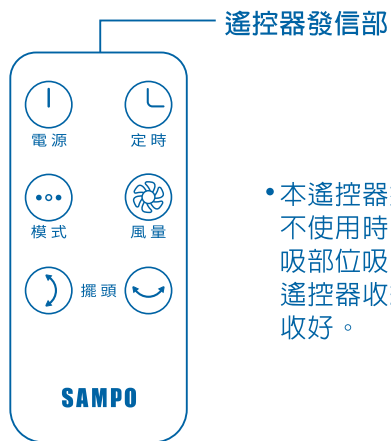 遙控器發信部
電源
定時
模式
風量
擺頭
SAMPO
•本遙控器
不使用時
吸部位吸
遙控器收
收好。